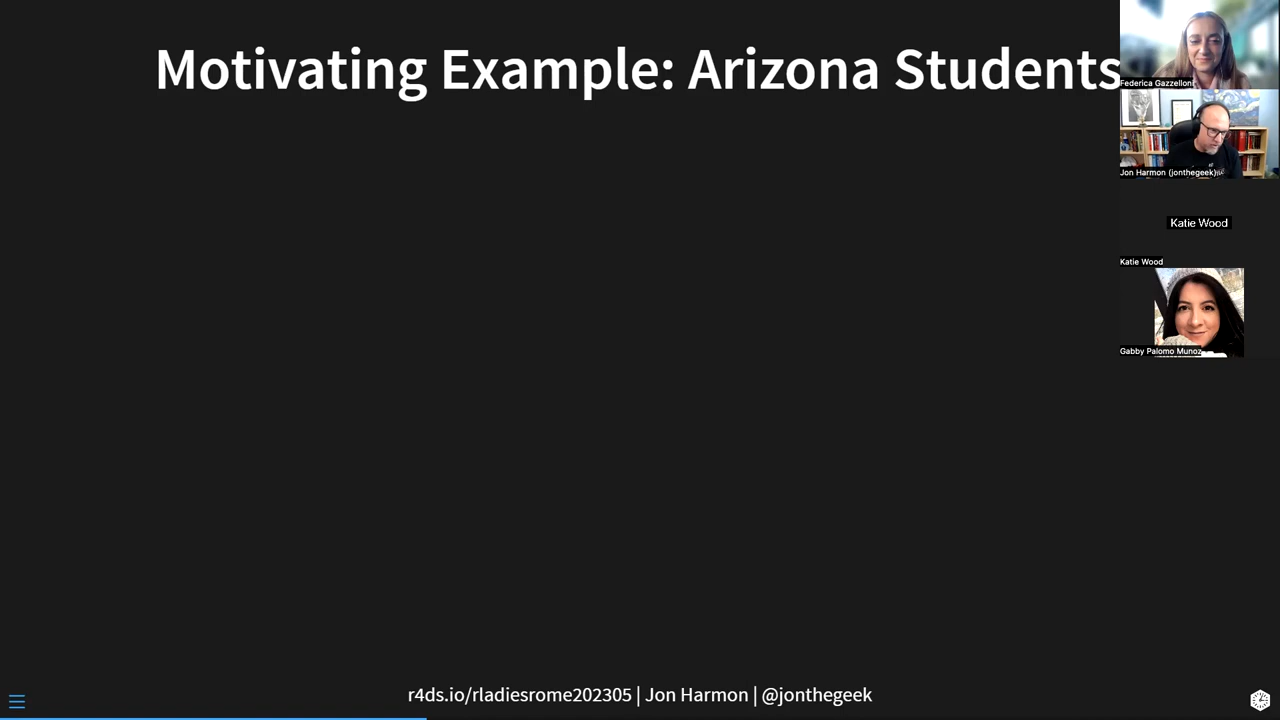 Motivating Example: Arizona Students
Federica Gazzelloni
Jon Harmon (jonthegeek)
Katie Wood
Katie Wood
Gabby Palomo Munoz
r4ds.io/rladiesrome202305 | Jon Harmon | @jonthegeek